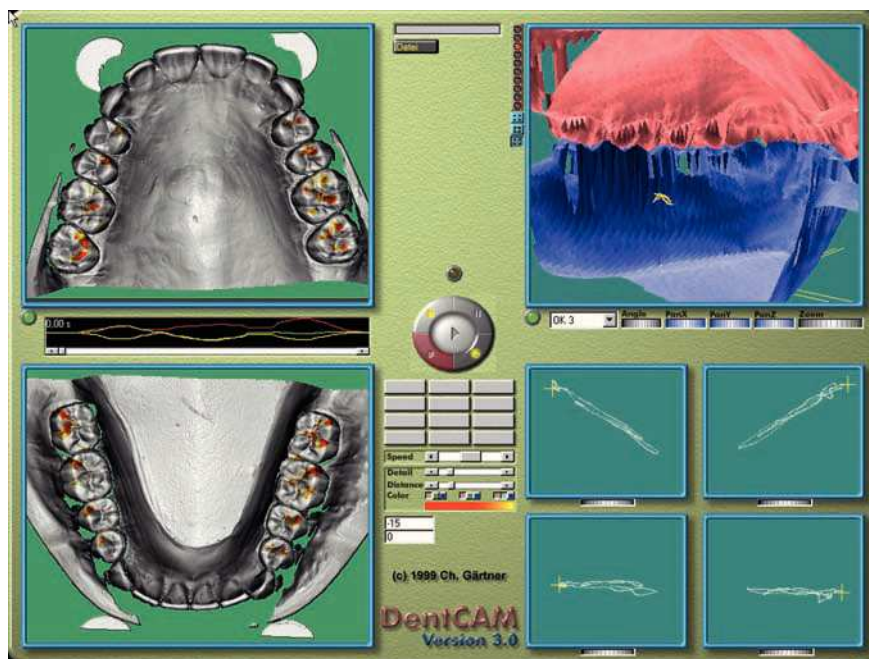 Datei
0.00 s
OK 3
Angle
PanX
PanY
PanZ
Zoom
Speed
Detail
Distance
Color
-15
0
(c) 1999 Ch. Gärtner
DentCAM
Version 3.0